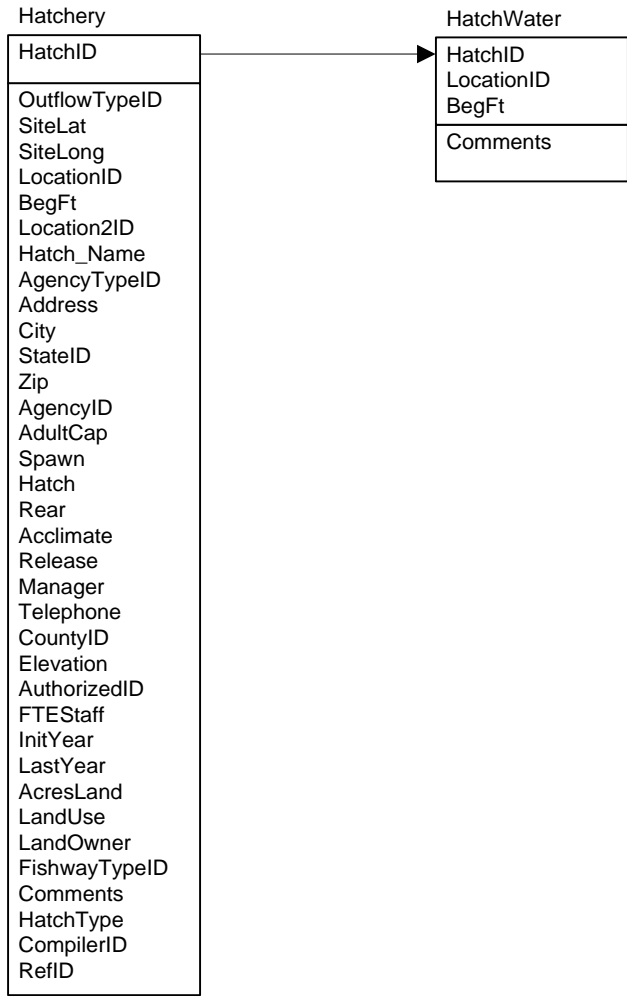 Hatchery
HatchID
OutflowTypeID
SiteLat
SiteLong
LocationID
BegFt
Location2ID
Hatch_Name
AgencyTypeID
Address
City
StateID
Zip
AgencyID
AdultCap
Spawn
Hatch
Rear
Acclimate
Release
Manager
Telephone
CountyID
Elevation
AuthorizedID
FTEStaff
InitYear
LastYear
AcresLand
LandUse
LandOwner
FishwayTypeID
Comments
HatchType
CompilerID
RefID
HatchWater
HatchID
LocationID
BegFt
Comments